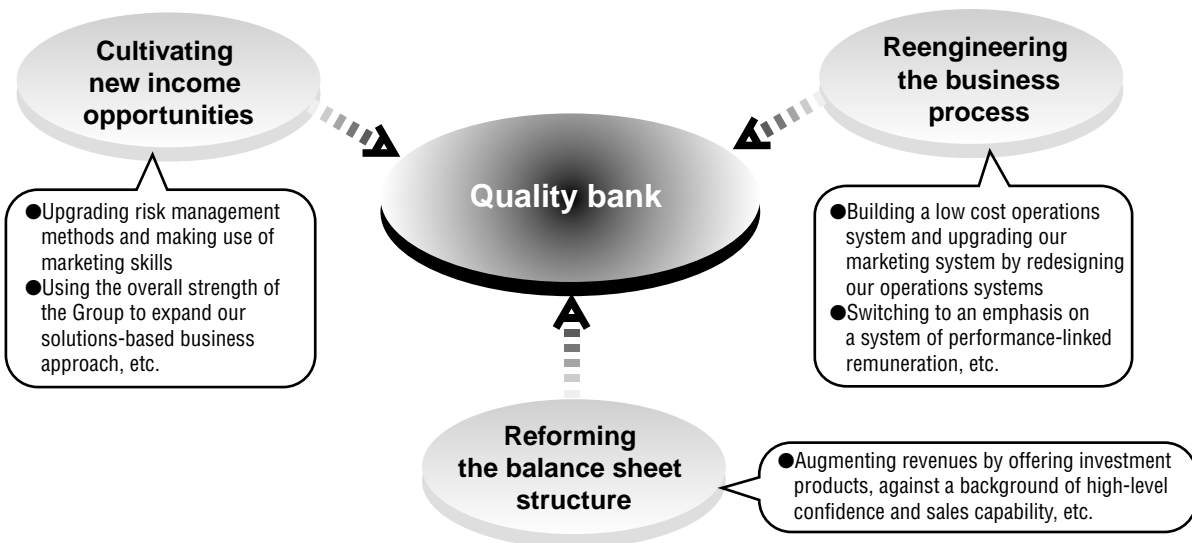 Cultivating
new income
opportunities
Reengineering
the business
process
Quality bank
●Upgrading risk management
methods and making use of
marketing skills
●Using the overall strength of
the Group to expand our
solutions-based business
approach, etc.
●Building a low cost operations
system and upgrading our
marketing system by redesigning
our operations systems
●Switching to an emphasis on
a system of performance-linked
remuneration, etc.
Reforming
the balance sheet
structure
●Augmenting revenues by offering investment
products, against a background of high-level
confidence and sales capability, etc.